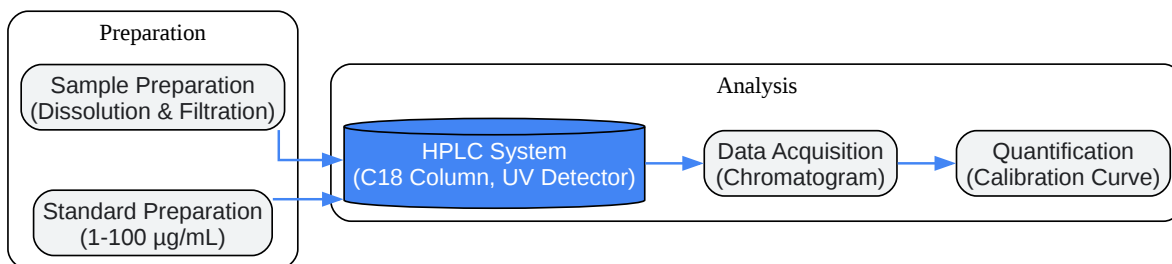 Preparation
Sample Preparation
(Dissolution & Filtration)
Standard Preparation
(1-100 µg/mL)
Analysis
HPLC System
(C18 Column, UV Detector)
Data Acquisition
(Chromatogram)
Quantification
(Calibration Curve)